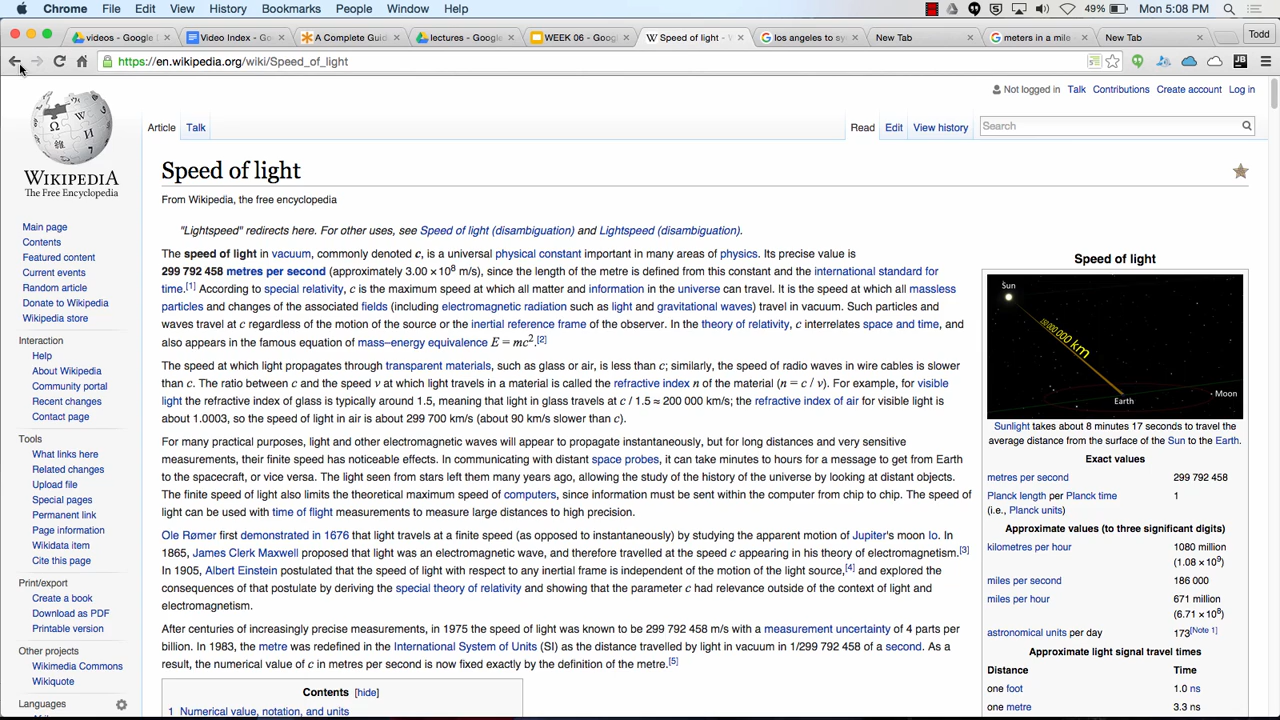 Chrome File Edit View History Bookmarks People Window Help 49% Mon 5:08 PM
videos - Google Video Index - Go A Complete Guid lectures - Google WEEK 06 - Googl Speed of light - W los angeles to sy New Tab meters in a mile New Tab Todd
https://en.wikipedia.org/wiki/Speed_of_light JB
Not logged in Talk Contributions Create account Log in
Article Talk Read Edit View history Search
WIKIPEDIA
The Free Encyclopedia
Main page
Contents
Featured content
Current events
Random article
Donate to Wikipedia
Wikipedia store
Interaction
Help
About Wikipedia
Community portal
Recent changes
Contact page
Tools
What links here
Related changes
Upload file
Special pages
Permanent link
Page information
Wikidata item
Cite this page
Print/export
Create a book
Download as PDF
Printable version
Other projects
Wikimedia Commons
Wikiquote
Languages
Speed of light
From Wikipedia, the free encyclopedia
"Lightspeed" redirects here. For other uses, see Speed of light (disambiguation) and Lightspeed (disambiguation).
The speed of light in vacuum, commonly denoted c, is a universal physical constant important in many areas of physics. Its precise value is
299 792 458 metres per second (approximately 3.00 × 10⁸ m/s), since the length of the metre is defined from this constant and the international standard for
time.[1] According to special relativity, c is the maximum speed at which all matter and information in the universe can travel. It is the speed at which all massless
particles and changes of the associated fields (including electromagnetic radiation such as light and gravitational waves) travel in vacuum. Such particles and
waves travel at c regardless of the motion of the source or the inertial reference frame of the observer. In the theory of relativity, c interrelates space and time, and
also appears in the famous equation of mass–energy equivalence E = mc².[2]
The speed at which light propagates through transparent materials, such as glass or air, is less than c; similarly, the speed of radio waves in wire cables is slower
than c. The ratio between c and the speed v at which light travels in a material is called the refractive index n of the material (n = c / v). For example, for visible
light the refractive index of glass is typically around 1.5, meaning that light in glass travels at c / 1.5 ≈ 200 000 km/s; the refractive index of air for visible light is
about 1.0003, so the speed of light in air is about 299 700 km/s (about 90 km/s slower than c).
For many practical purposes, light and other electromagnetic waves will appear to propagate instantaneously, but for long distances and very sensitive
measurements, their finite speed has noticeable effects. In communicating with distant space probes, it can take minutes to hours for a message to get from Earth
to the spacecraft, or vice versa. The light seen from stars left them many years ago, allowing the study of the history of the universe by looking at distant objects.
The finite speed of light also limits the theoretical maximum speed of computers, since information must be sent within the computer from chip to chip. The speed of
light can be used with time of flight measurements to measure large distances to high precision.
Ole Rømer first demonstrated in 1676 that light travels at a finite speed (as opposed to instantaneously) by studying the apparent motion of Jupiter's moon Io. In
1865, James Clerk Maxwell proposed that light was an electromagnetic wave, and therefore travelled at the speed c appearing in his theory of electromagnetism.[3]
In 1905, Albert Einstein postulated that the speed of light with respect to any inertial frame is independent of the motion of the light source,[4] and explored the
consequences of that postulate by deriving the special theory of relativity and showing that the parameter c had relevance outside of the context of light and
electromagnetism.
After centuries of increasingly precise measurements, in 1975 the speed of light was known to be 299 792 458 m/s with a measurement uncertainty of 4 parts per
billion. In 1983, the metre was redefined in the International System of Units (SI) as the distance travelled by light in vacuum in 1/299 792 458 of a second. As a
result, the numerical value of c in metres per second is now fixed exactly by the definition of the metre.[5]
Contents [hide]
1 Numerical value, notation, and units
Speed of light
Sun
150,000,000 km
Earth
Moon
Sunlight takes about 8 minutes 17 seconds to travel the
average distance from the surface of the Sun to the Earth.
Exact values
metres per second 299 792 458
Planck length per Planck time 1
(i.e., Planck units)
Approximate values (to three significant digits)
kilometres per hour 1080 million
(1.08 × 10⁹)
miles per second 186 000
miles per hour 671 million
(6.71 × 10⁸)
astronomical units per day 173[Note 1]
Approximate light signal travel times
Distance Time
one foot 1.0 ns
one metre 3.3 ns